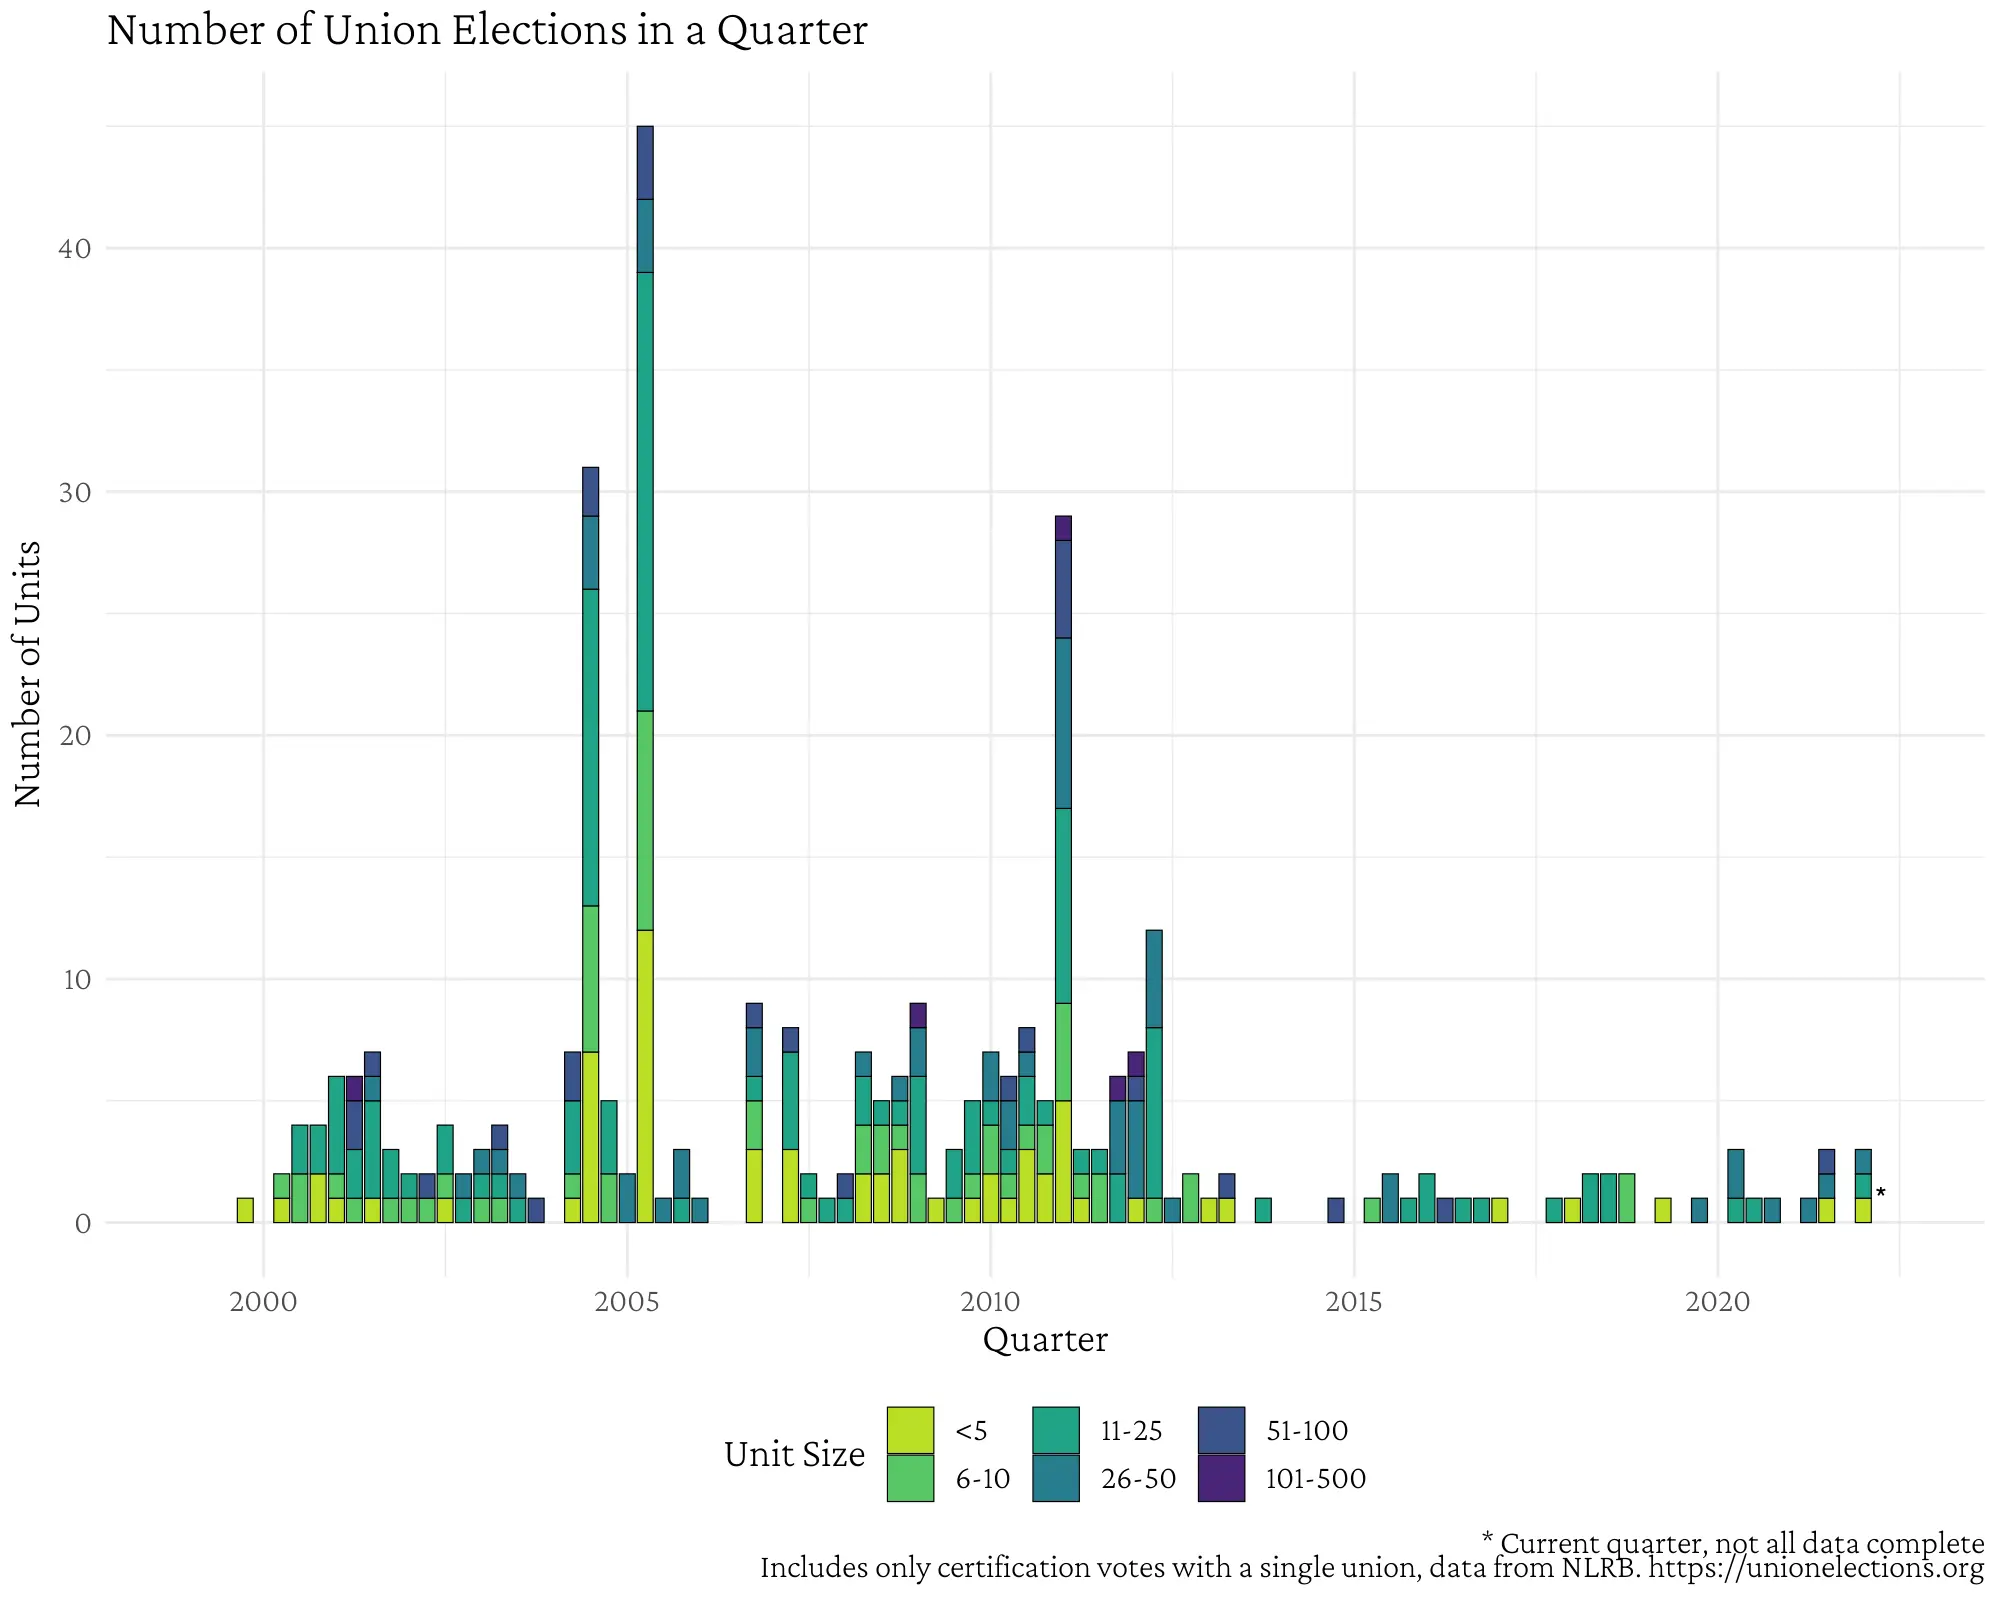 Number of Union Elections in a Quarter
Number of Units
40
30
20
10
0
2000 2005 2010 2015 2020
*
Quarter
Unit Size
<5 11-25 51-100
6-10 26-50 101-500
* Current quarter, not all data complete
Includes only certification votes with a single union, data from NLRB. https://unionelections.org